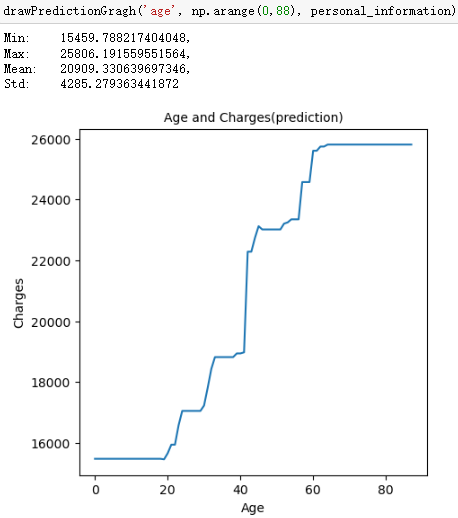 drawPredictionGragh('age', np.arange(0,88), personal_information)
Min: 15459.788217404048,
Max: 25806.191559551564,
Mean: 20909.330639697346,
Std: 4285.279363441872
Age and Charges(prediction)
26000
24000
22000
20000
18000
16000
Charges
0 20 40 60 80
Age